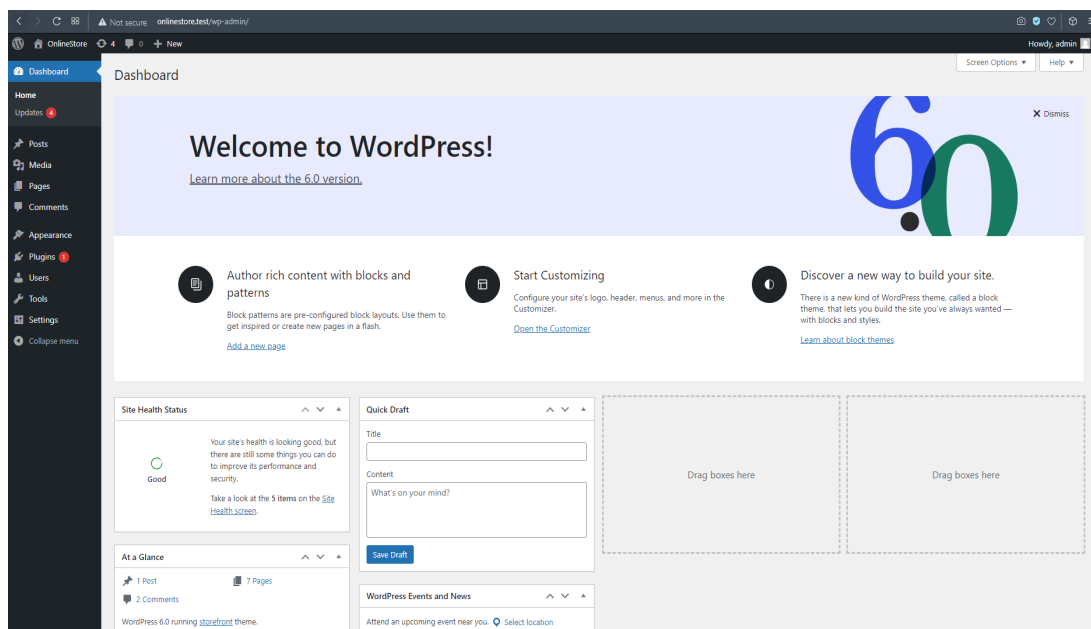 Not secure onlinestore.test/wp-admin/
OnlineStore 4 0 New
Howdy, admin
Dashboard
Home
Updates 4
Posts
Media
Pages
Comments
Appearance
Plugins 1
Users
Tools
Settings
Collapse menu
Dashboard
Screen Options ▼
Help ▼
Welcome to WordPress!
Learn more about the 6.0 version.
6.0
Dismiss
Author rich content with blocks and
patterns
Block patterns are pre-configured block layouts. Use them to
get inspired or create new pages in a flash.
Add a new page
Start Customizing
Configure your site's logo, header, menus, and more in the
Customizer.
Open the Customizer
Discover a new way to build your site.
There is a new kind of WordPress theme, called a block
theme, that lets you build the site you've always wanted —
with blocks and styles.
Learn about block themes
Site Health Status
Good
Your site's health is looking good, but
there are still some things you can do
to improve its performance and
security.
Take a look at the 5 items on the Site
Health screen.
At a Glance
1 Post
7 Pages
2 Comments
WordPress 6.0 running storefront theme.
Quick Draft
Title
Content
What's on your mind?
Save Draft
WordPress Events and News
Attend an upcoming event near you. Select location
Drag boxes here
Drag boxes here